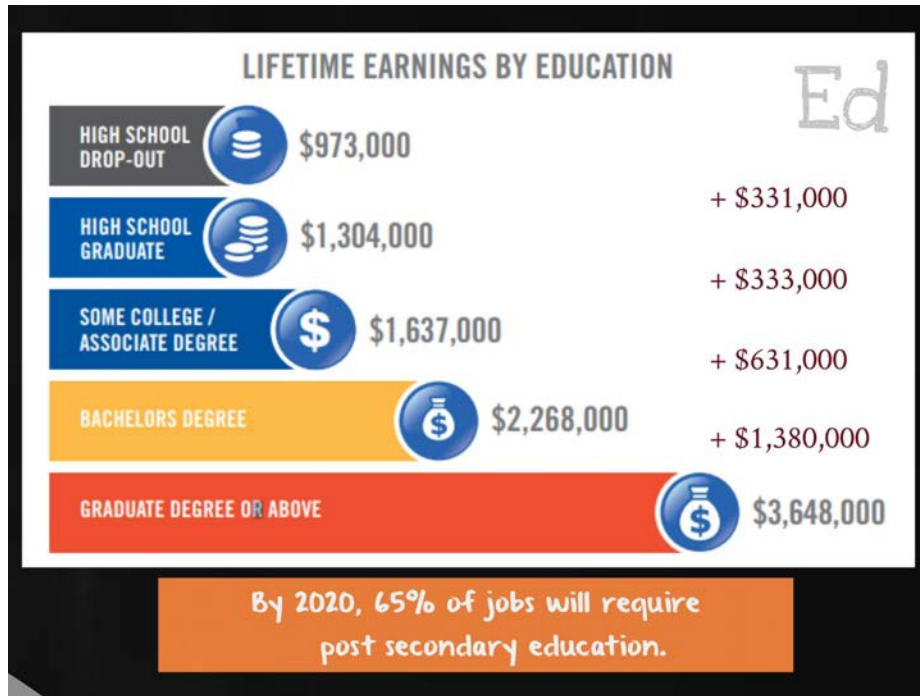 LIFETIME EARNINGS BY EDUCATION
Ed
HIGH SCHOOL
DROP-OUT
$973,000
+ $331,000
HIGH SCHOOL
GRADUATE
$1,304,000
+ $333,000
SOME COLLEGE /
ASSOCIATE DEGREE
$
$1,637,000
+ $631,000
BACHELORS DEGREE
$
$2,268,000
+ $1,380,000
GRADUATE DEGREE OR ABOVE
$
$3,648,000
By 2020, 65% of jobs will require
post secondary education.